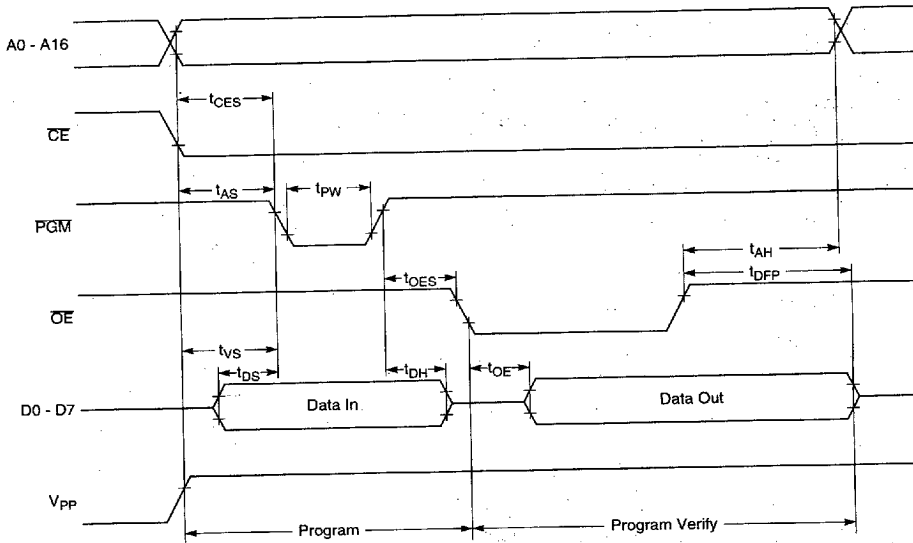 A0 - A16
tCES
CE
tAS
tPW
PGM
tAH
tOES
tDFP
OE
tVS
tDS
tDH
tOE
D0 - D7
Data In
Data Out
VPP
Program
Program Verify